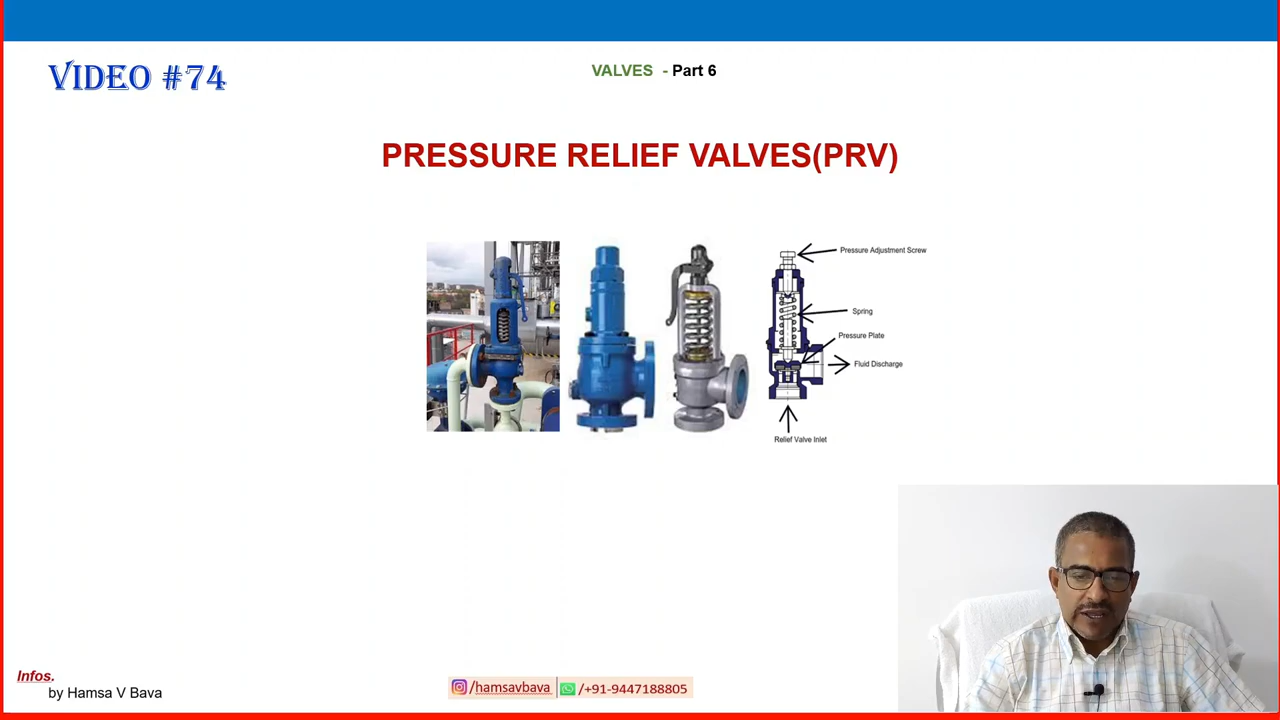 VIDEO #74
VALVES - Part 6
PRESSURE RELIEF VALVES(PRV)
Pressure Adjustment Screw
Spring
Pressure Plate
Fluid Discharge
Relief Valve Inlet
Infos.
by Hamsa V Bava
/hamsavbava
/+91-9447188805